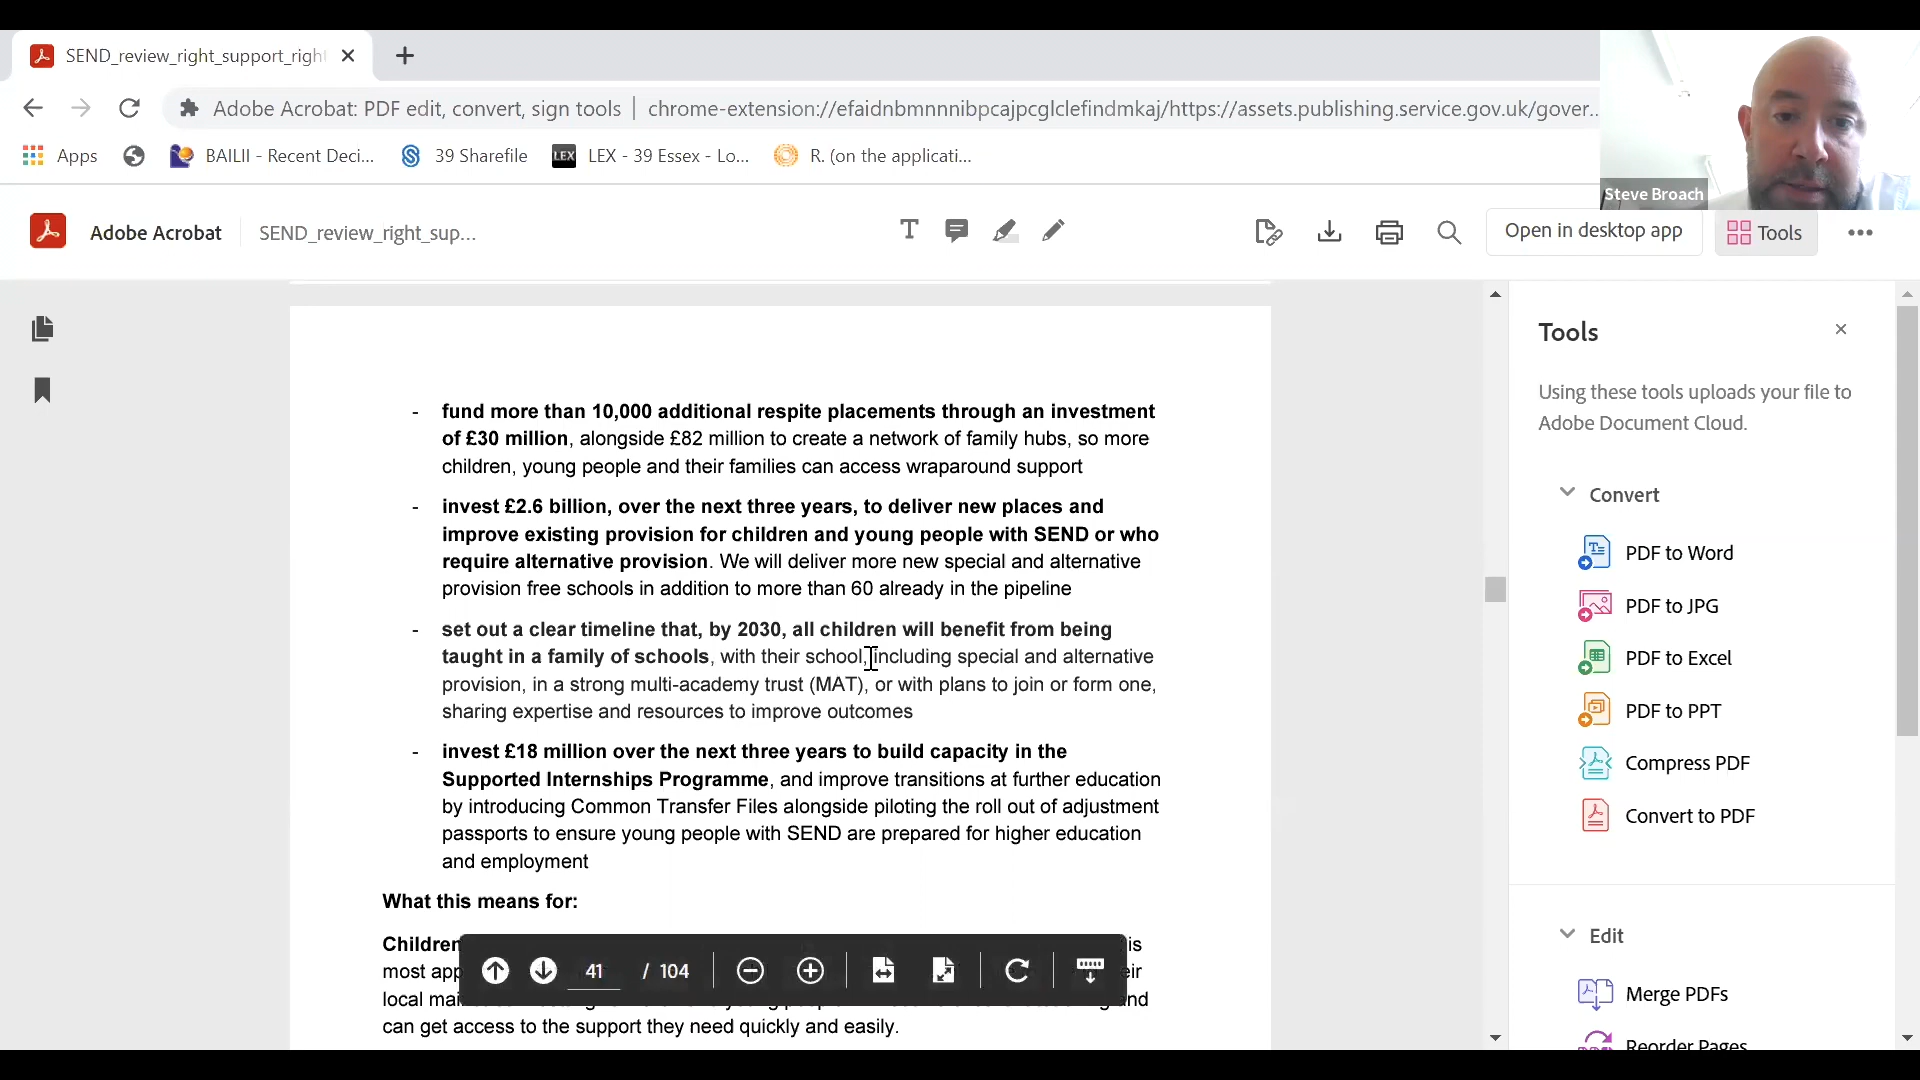 SEND_review_right_support_right
Adobe Acrobat: PDF edit, convert, sign tools | chrome-extension://efaidnbmnnnibpcajpcglclefindmkaj/https://assets.publishing.service.gov.uk/gover...
Apps BAILII - Recent Deci... 39 Sharefile LEX LEX - 39 Essex - Lo... R. (on the applicati...
Steve Broach
Adobe Acrobat SEND_review_right_sup... Open in desktop app Tools
- fund more than 10,000 additional respite placements through an investment
of £30 million, alongside £82 million to create a network of family hubs, so more
children, young people and their families can access wraparound support
- invest £2.6 billion, over the next three years, to deliver new places and
improve existing provision for children and young people with SEND or who
require alternative provision. We will deliver more new special and alternative
provision free schools in addition to more than 60 already in the pipeline
- set out a clear timeline that, by 2030, all children will benefit from being
taught in a family of schools, with their school, including special and alternative
provision, in a strong multi-academy trust (MAT), or with plans to join or form one,
sharing expertise and resources to improve outcomes
- invest £18 million over the next three years to build capacity in the
Supported Internships Programme, and improve transitions at further education
by introducing Common Transfer Files alongside piloting the roll out of adjustment
passports to ensure young people with SEND are prepared for higher education
and employment
What this means for:
Children is
most app eir
local mai and
can get access to the support they need quickly and easily.
41 / 104
Tools
Using these tools uploads your file to
Adobe Document Cloud.
Convert
PDF to Word
PDF to JPG
PDF to Excel
PDF to PPT
Compress PDF
Convert to PDF
Edit
Merge PDFs
Reorder Pages